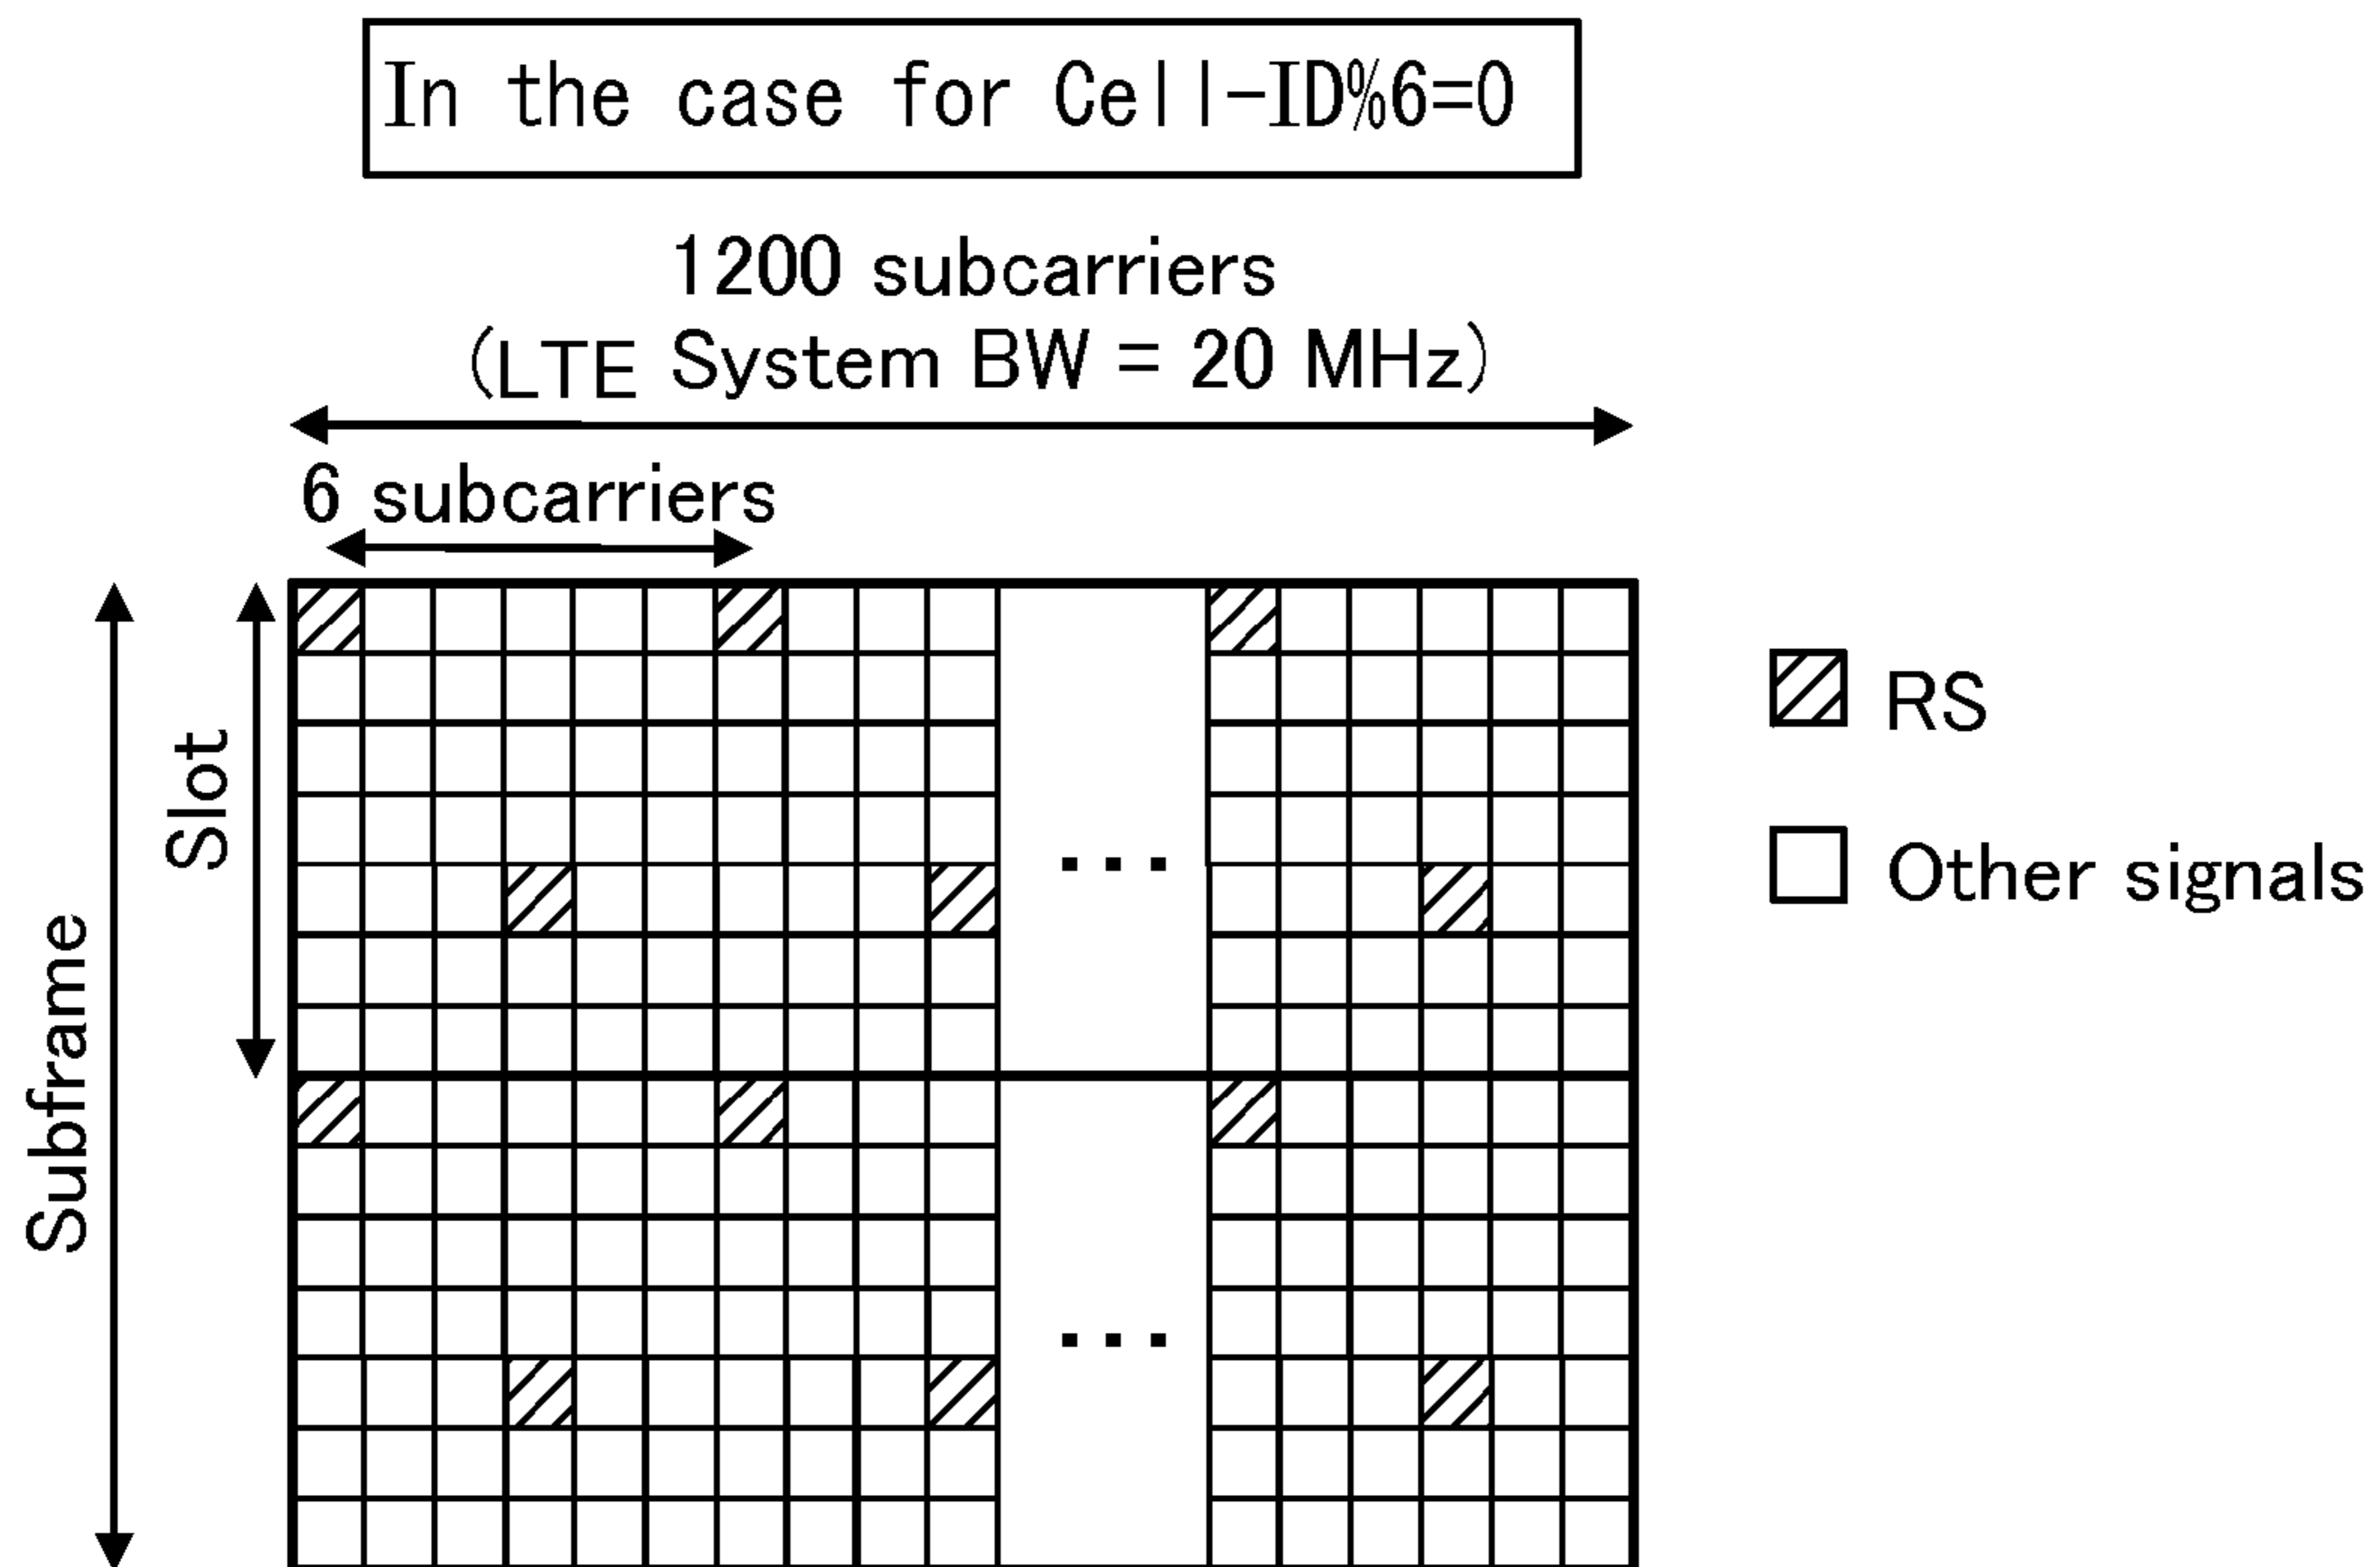 In the case for Cell-ID%6=0
1200 subcarriers
(LTE System BW = 20 MHz)
6 subcarriers
Slot
Subframe
...
...
RS
Other signals